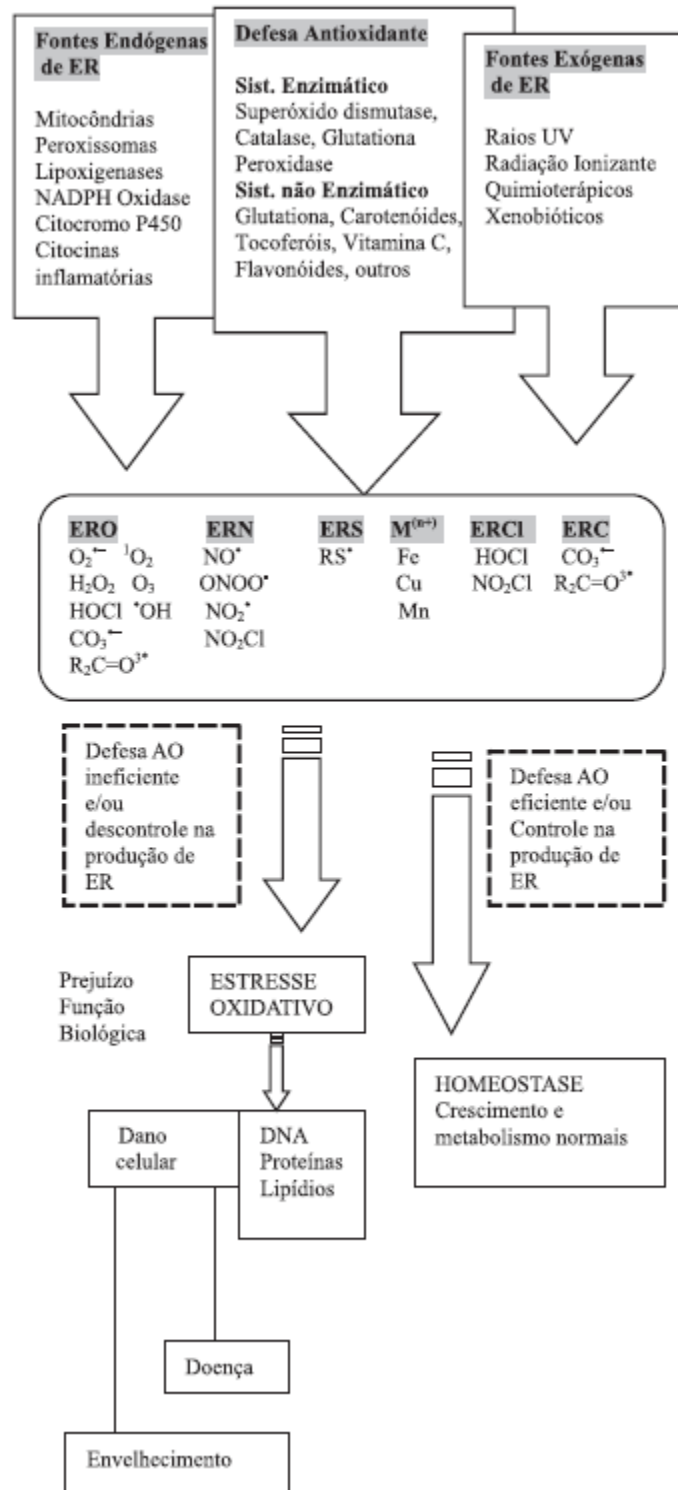 Fontes Endógenas
de ER
Mitocôndrias
Peroxissomas
Lipoxigenases
NADPH Oxidase
Citocromo P450
Citocinas
inflamatórias
Defesa Antioxidante
Sist. Enzimático
Superóxido dismutase,
Catalase, Glutationa
Peroxidase
Sist. não Enzimático
Glutationa, Carotenóides,
Tocoferóis, Vitamina C,
Flavonóides, outros
Fontes Exógenas
de ER
Raios UV
Radiação Ionizante
Quimioterápicos
Xenobióticos
ERO
O₂•− ¹O₂
H₂O₂ O₃
HOCl •OH
CO₃•−
R₂C=O³*
ERN
NO•
ONOO•
NO₂•
NO₂Cl
ERS
RS•
M⁽ⁿ⁺⁾
Fe
Cu
Mn
ERCl
HOCl
NO₂Cl
ERC
CO₃•−
R₂C=O³*
Defesa AO
ineficiente
e/ou
descontrole na
produção de
ER
Defesa AO
eficiente e/ou
Controle na
produção de
ER
Prejuízo
Função
Biológica
ESTRESSE
OXIDATIVO
HOMEOSTASE
Crescimento e
metabolismo normais
Dano
celular
DNA
Proteínas
Lipídios
Doença
Envelhecimento